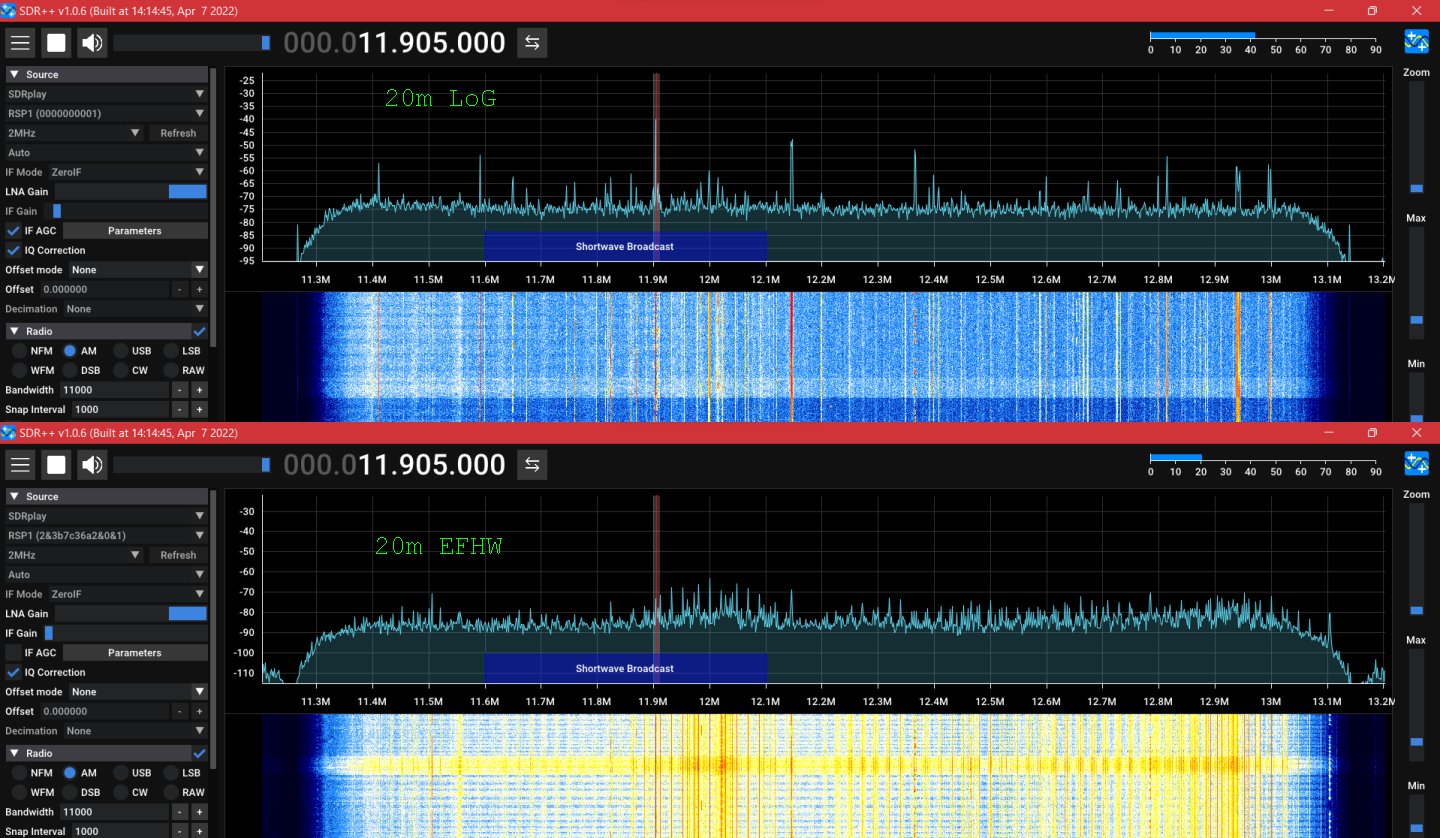 SDR++ v1.0.6 (Built at 14:14:45, Apr 7 2022)
000.011.905.000
0 10 20 30 40 50 60 70 80 90
Source
SDRplay
RSP1 (0000000001)
2MHz Refresh
Auto
IF Mode ZeroIF
LNA Gain
IF Gain
IF AGC Parameters
IQ Correction
Offset mode None
Offset 0.000000 - +
Decimation None
Radio
NFM AM USB LSB
WFM DSB CW RAW
Bandwidth 11000 - +
Snap Interval 1000 - +
20m LoG
-25
-30
-35
-40
-45
-50
-55
-60
-65
-70
-75
-80
-85
-90
-95
Shortwave Broadcast
11.3M 11.4M 11.5M 11.6M 11.7M 11.8M 11.9M 12M 12.1M 12.2M 12.3M 12.4M 12.5M 12.6M 12.7M 12.8M 12.9M 13M 13.1M 13.2M
Zoom
Max
Min
SDR++ v1.0.6 (Built at 14:14:45, Apr 7 2022)
000.011.905.000
0 10 20 30 40 50 60 70 80 90
Source
SDRplay
RSP1 (2&3b7c36a2&0&1)
2MHz Refresh
Auto
IF Mode ZeroIF
LNA Gain
IF Gain
IF AGC Parameters
IQ Correction
Offset mode None
Offset 0.000000 - +
Decimation None
Radio
NFM AM USB LSB
WFM DSB CW RAW
Bandwidth 11000 - +
Snap Interval 1000 - +
20m EFHW
-30
-40
-50
-60
-70
-80
-90
-100
-110
Shortwave Broadcast
11.3M 11.4M 11.5M 11.6M 11.7M 11.8M 11.9M 12M 12.1M 12.2M 12.3M 12.4M 12.5M 12.6M 12.7M 12.8M 12.9M 13M 13.1M 13.2M
Zoom
Max
Min